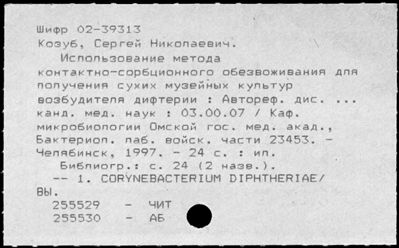 Шифр 02-39313
Козуб, Сергей Николаевич.
Использование метода
контактно-сорбционного обезвоживания для
получения сухих музейных культур
возбудителя дифтерии : Автореф. дис. ...
канд. мед. наук : 03.00.07 / Каф.
микробиологии Омской гос. мед. акад.,
Бактериол. лаб. войск. части 23453. -
Челябинск, 1997. - 24 с. : ил.
Библиогр.: с. 24 (2 назв.).
-- 1. CORYNEBACTERIUM DIPHTHERIAE/
ВЫ.
255529 - ЧИТ
255530 - АБ